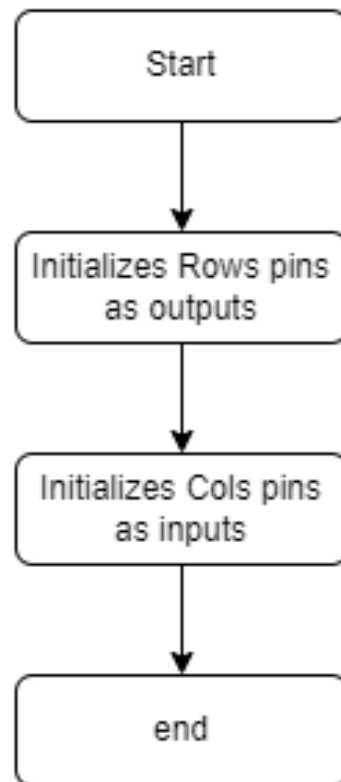 Start
Initializes Rows pins
as outputs
Initializes Cols pins
as inputs
end